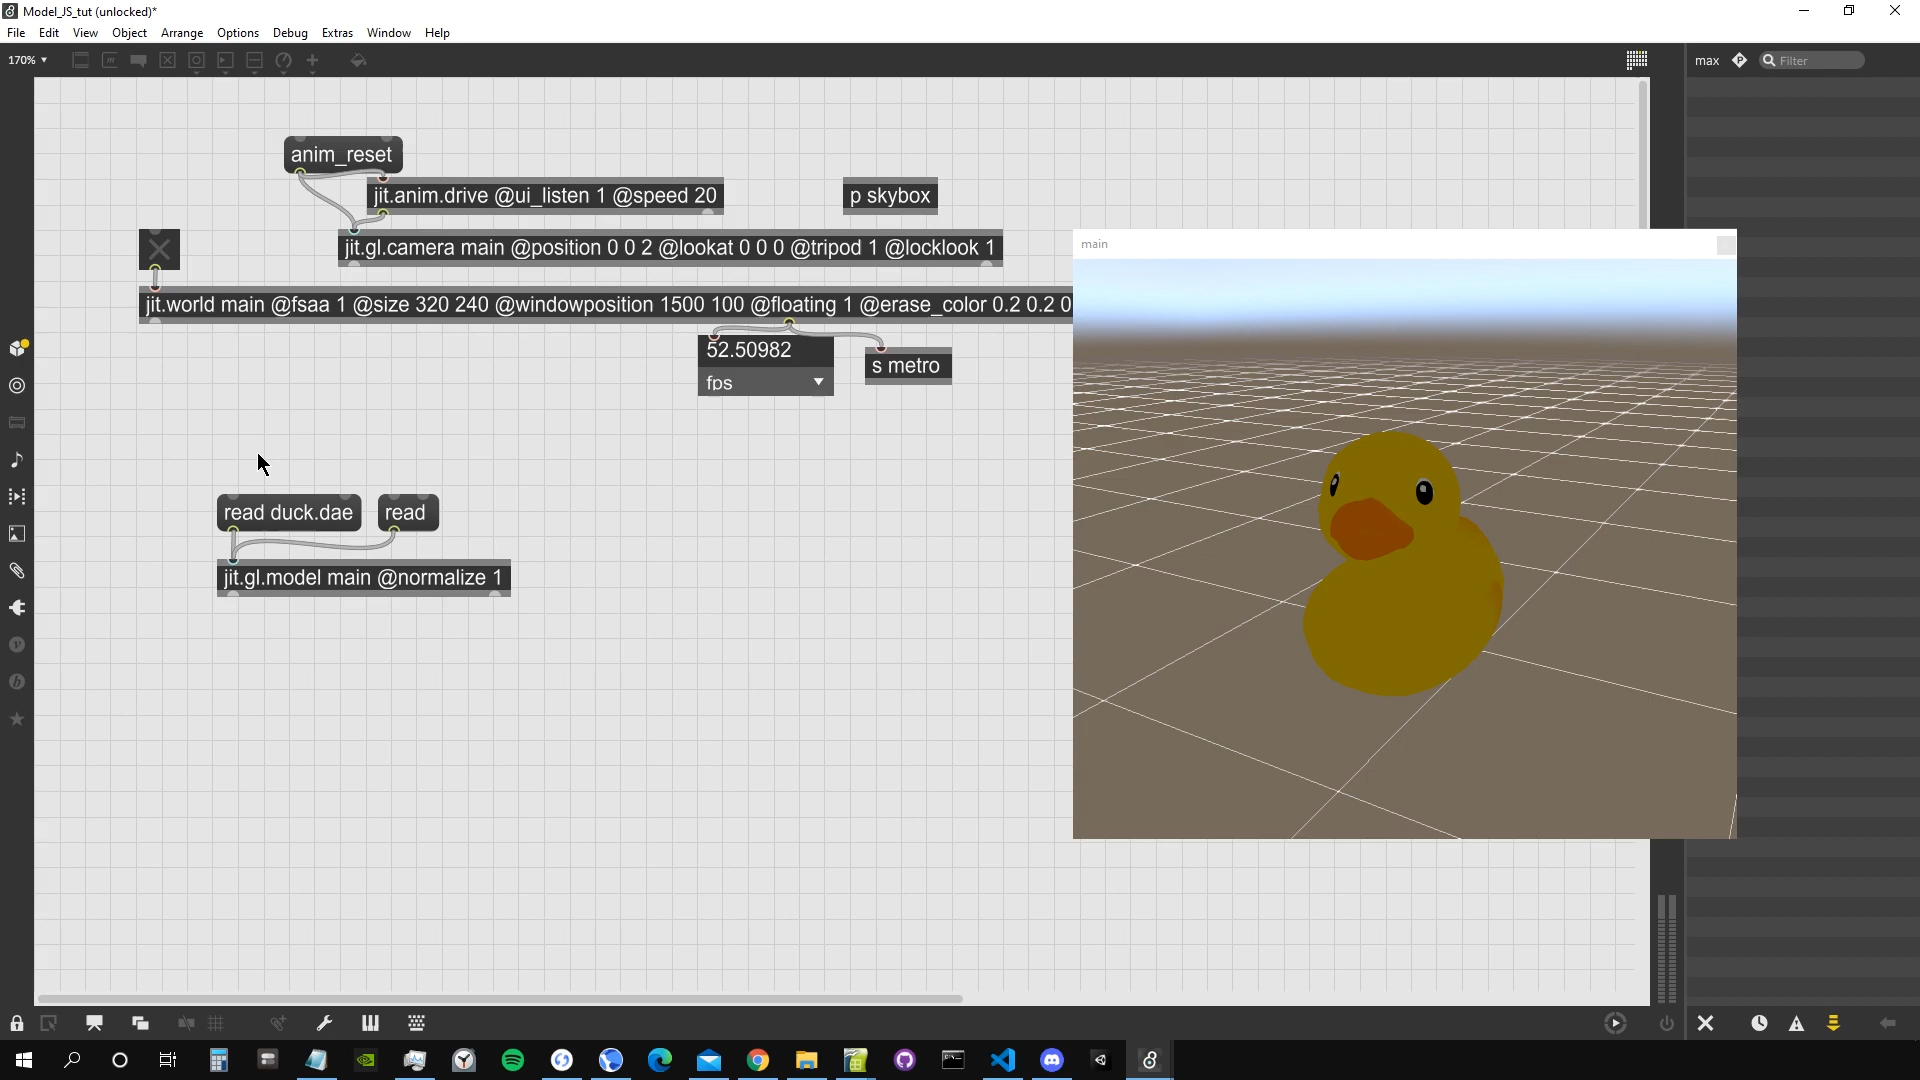 Model_JS_tut (unlocked)*
File Edit View Object Arrange Options Debug Extras Window Help
170%
max
Filter
anim_reset
jit.anim.drive @ui_listen 1 @speed 20
p skybox
jit.gl.camera main @position 0 0 2 @lookat 0 0 0 @tripod 1 @locklook 1
main
jit.world main @fsaa 1 @size 320 240 @windowposition 1500 100 @floating 1 @erase_color 0.2 0.2 0
52.50982
fps
s metro
read duck.dae
read
jit.gl.model main @normalize 1